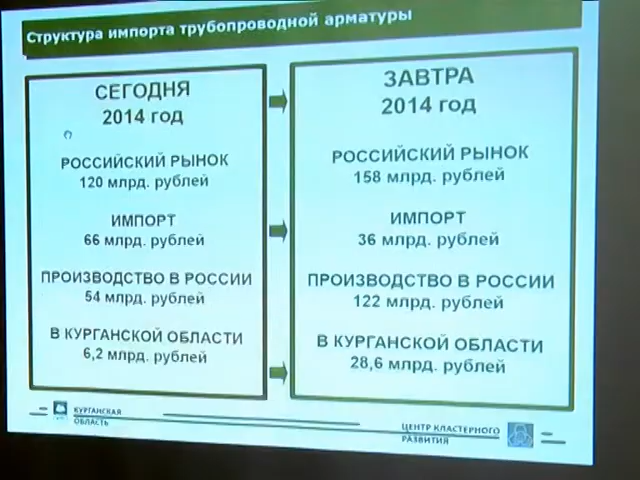 Структура импорта трубопроводной арматуры
СЕГОДНЯ
2014 год
РОССИЙСКИЙ РЫНОК
120 млрд. рублей
ИМПОРТ
66 млрд. рублей
ПРОИЗВОДСТВО В РОССИИ
54 млрд. рублей
В КУРГАНСКОЙ ОБЛАСТИ
6,2 млрд. рублей
ЗАВТРА
2014 год
РОССИЙСКИЙ РЫНОК
158 млрд. рублей
ИМПОРТ
36 млрд. рублей
ПРОИЗВОДСТВО В РОССИИ
122 млрд. рублей
В КУРГАНСКОЙ ОБЛАСТИ
28,6 млрд. рублей
КУРГАНСКАЯ
ОБЛАСТЬ
ЦЕНТР КЛАСТЕРНОГО
РАЗВИТИЯ